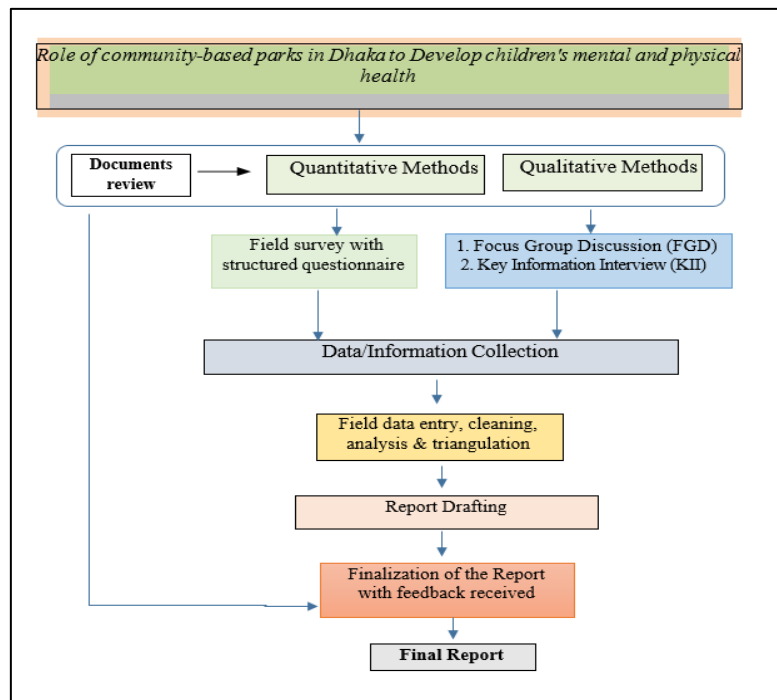 Role of community-based parks in Dhaka to Develop children's mental and physical
health
Documents
review
Quantitative Methods
Qualitative Methods
Field survey with
structured questionnaire
1. Focus Group Discussion (FGD)
2. Key Information Interview (KII)
Data/Information Collection
Field data entry, cleaning,
analysis & triangulation
Report Drafting
Finalization of the Report
with feedback received
Final Report